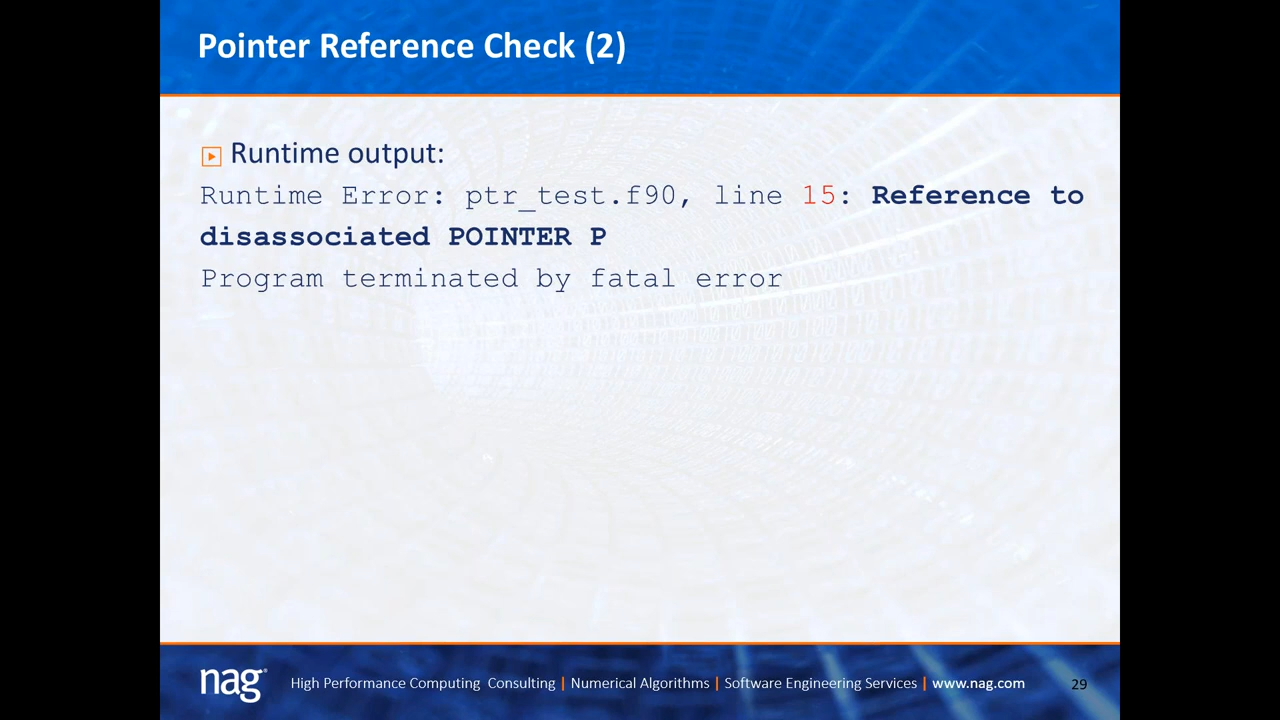 Pointer Reference Check (2)
Runtime output:
Runtime Error: ptr_test.f90, line 15: Reference to
disassociated POINTER P
Program terminated by fatal error
nag® High Performance Computing Consulting | Numerical Algorithms | Software Engineering Services | www.nag.com 29